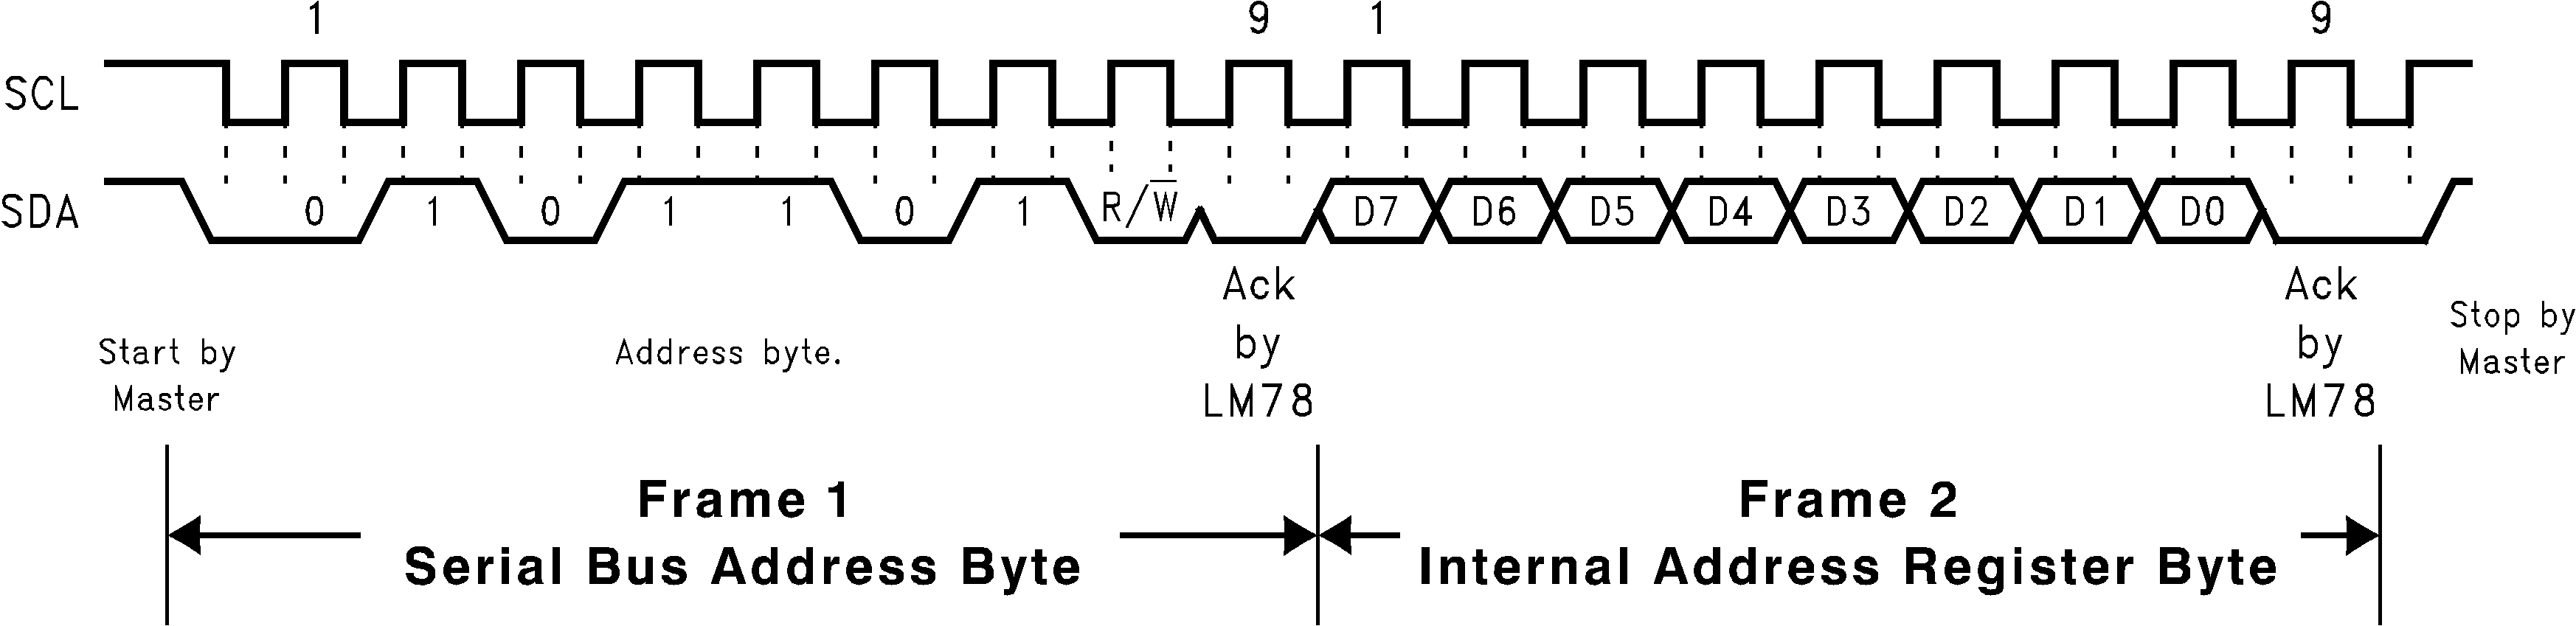 1 9 1 9
SCL
SDA 0 1 0 1 1 0 1 R/W̅ D7 D6 D5 D4 D3 D2 D1 D0
Start by
Master
Address byte.
Ack
by
LM78
Ack
by
LM78
Stop by
Master
Frame 1
Serial Bus Address Byte
Frame 2
Internal Address Register Byte